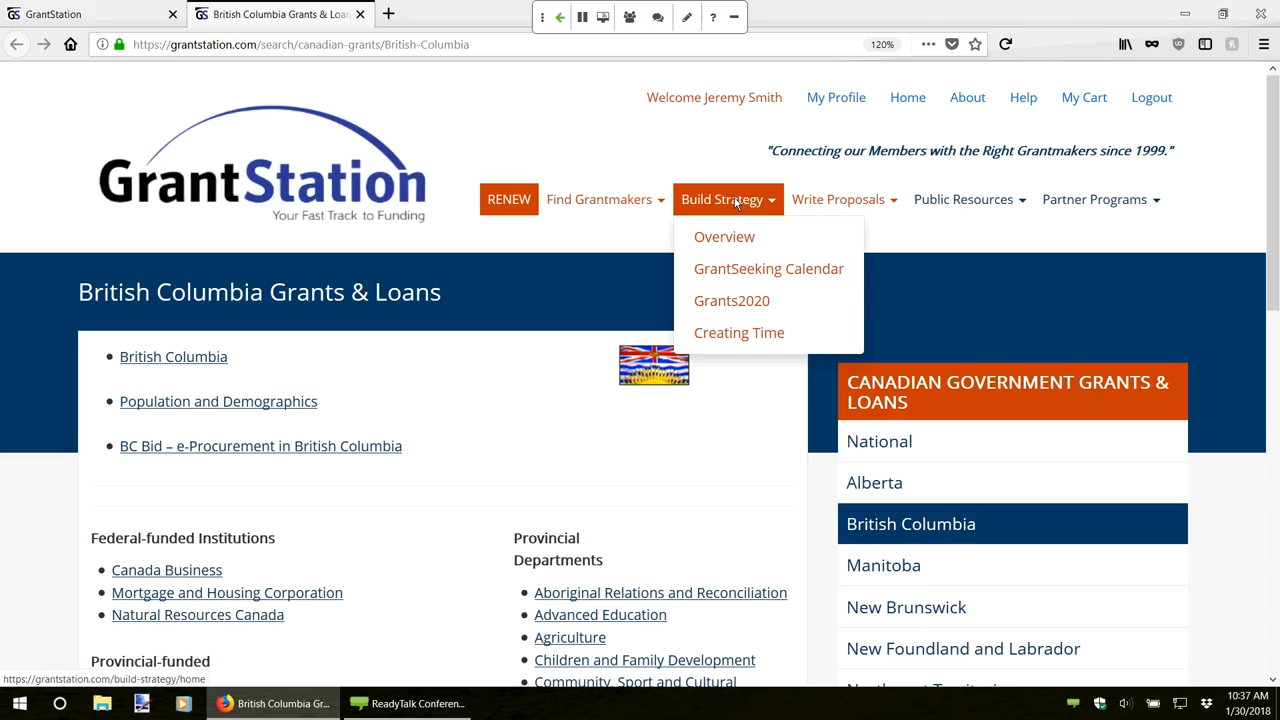 GrantStation
British Columbia Grants & Loans
https://grantstation.com/search/canadian-grants/British-Columbia
120%
Welcome Jeremy Smith
My Profile
Home
About
Help
My Cart
Logout
GrantStation
Your Fast Track to Funding
"Connecting our Members with the Right Grantmakers since 1999."
RENEW
Find Grantmakers
Build Strategy
Write Proposals
Public Resources
Partner Programs
Overview
GrantSeeking Calendar
Grants2020
Creating Time
British Columbia Grants & Loans
British Columbia
Population and Demographics
BC Bid – e-Procurement in British Columbia
Federal-funded Institutions
Canada Business
Mortgage and Housing Corporation
Natural Resources Canada
Provincial-funded
Provincial
Departments
Aboriginal Relations and Reconciliation
Advanced Education
Agriculture
Children and Family Development
Community, Sport and Cultural
CANADIAN GOVERNMENT GRANTS &
LOANS
National
Alberta
British Columbia
Manitoba
New Brunswick
New Foundland and Labrador
https://grantstation.com/build-strategy/home
British Columbia Gr...
ReadyTalk Conferen...
10:37 AM
1/30/2018